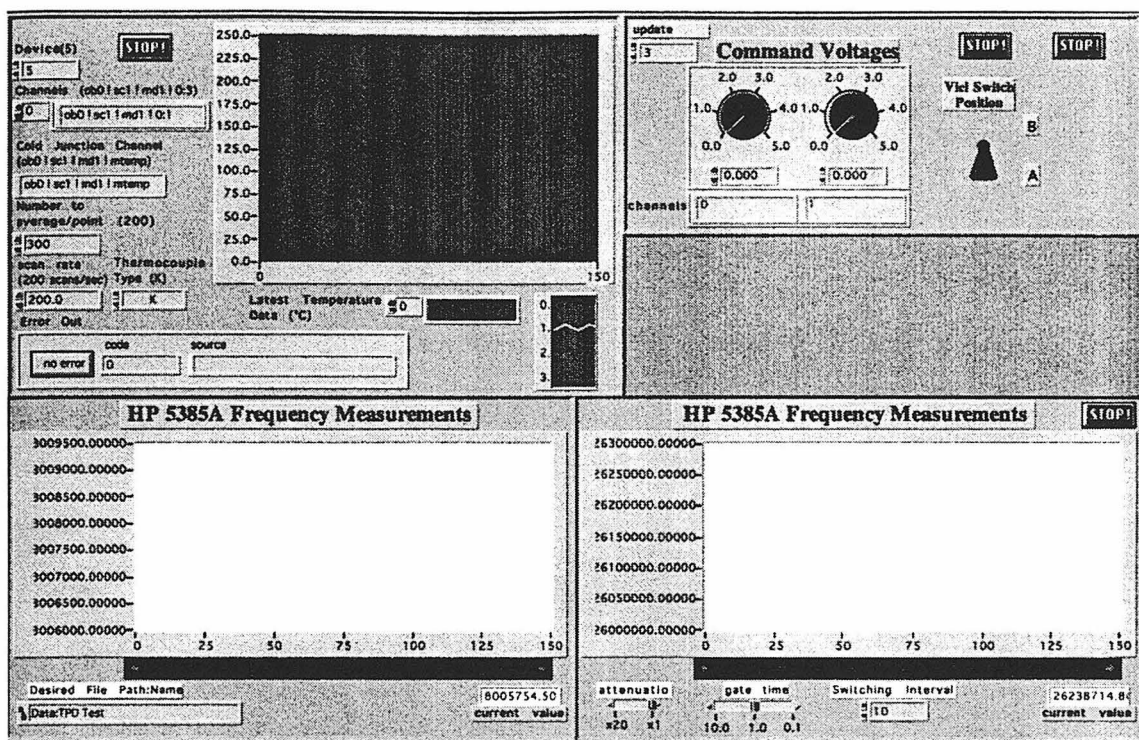 Device(5)
STOP!
5
Channels (ob0!sc1!md1!0:3)
0
ob0!sc1!md1!0:1
Cold Junction Channel
(ob0!sc1!md1!mtemp)
ob0!sc1!md1!mtemp
Number to
average/point (200)
300
scan rate
(200 scans/sec)
Thermocouple
Type (K)
200.0
K
Error Out
code
source
no error
0
250.0
225.0
200.0
175.0
150.0
125.0
100.0
75.0
50.0
25.0
0.0
0
150
Latest Temperature
Data (°C)
0
0.
1.
2.
3.
update
3
Command Voltages
2.0 3.0
1.0 4.0
0.0 5.0
2.0 3.0
1.0 4.0
0.0 5.0
0.000
0.000
channels
0
1
STOP!
STOP!
Vici Switch
Position
B
A
HP 5385A Frequency Measurements
3009500.00000
3009000.00000
3008500.00000
3008000.00000
3007500.00000
3007000.00000
3006500.00000
3006000.00000
0 25 50 75 100 125 150
Desired File Path:Name
Data:TPD Test
8005754.50
current value
HP 5385A Frequency Measurements
STOP!
26300000.00000
26250000.00000
26200000.00000
26150000.00000
26100000.00000
26050000.00000
26000000.00000
0 25 50 75 100 125 150
attenuatio
x20 x1
gate time
10.0 1.0 0.1
Switching Interval
10
26238714.8
current value